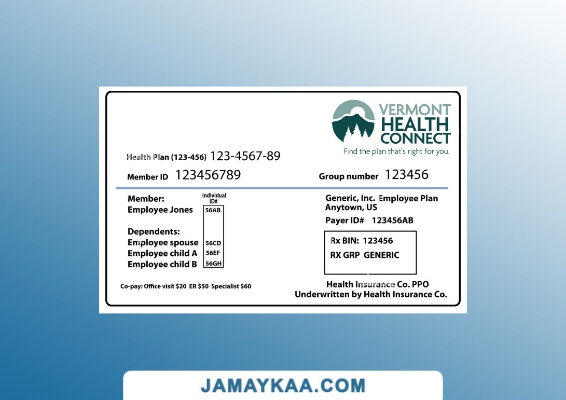 VERMONT
HEALTH
CONNECT
Find the plan that's right for you.
Health Plan (123-456) 123-4567-89
Member ID 123456789
Group number 123456
Member:
Individual
ID#
Employee Jones 56AB
Dependents:
Employee spouse 56CD
Employee child A 56EF
Employee child B 56GH
Generic, Inc. Employee Plan
Anytown, US
Payer ID# 123456AB
Rx BIN: 123456
RX GRP GENERIC
Co-pay: Office visit $20 ER $50 Specialist $60
Health Insurance Co. PPO
Underwritten by Health Insurance Co.
JAMAYKAA.COM